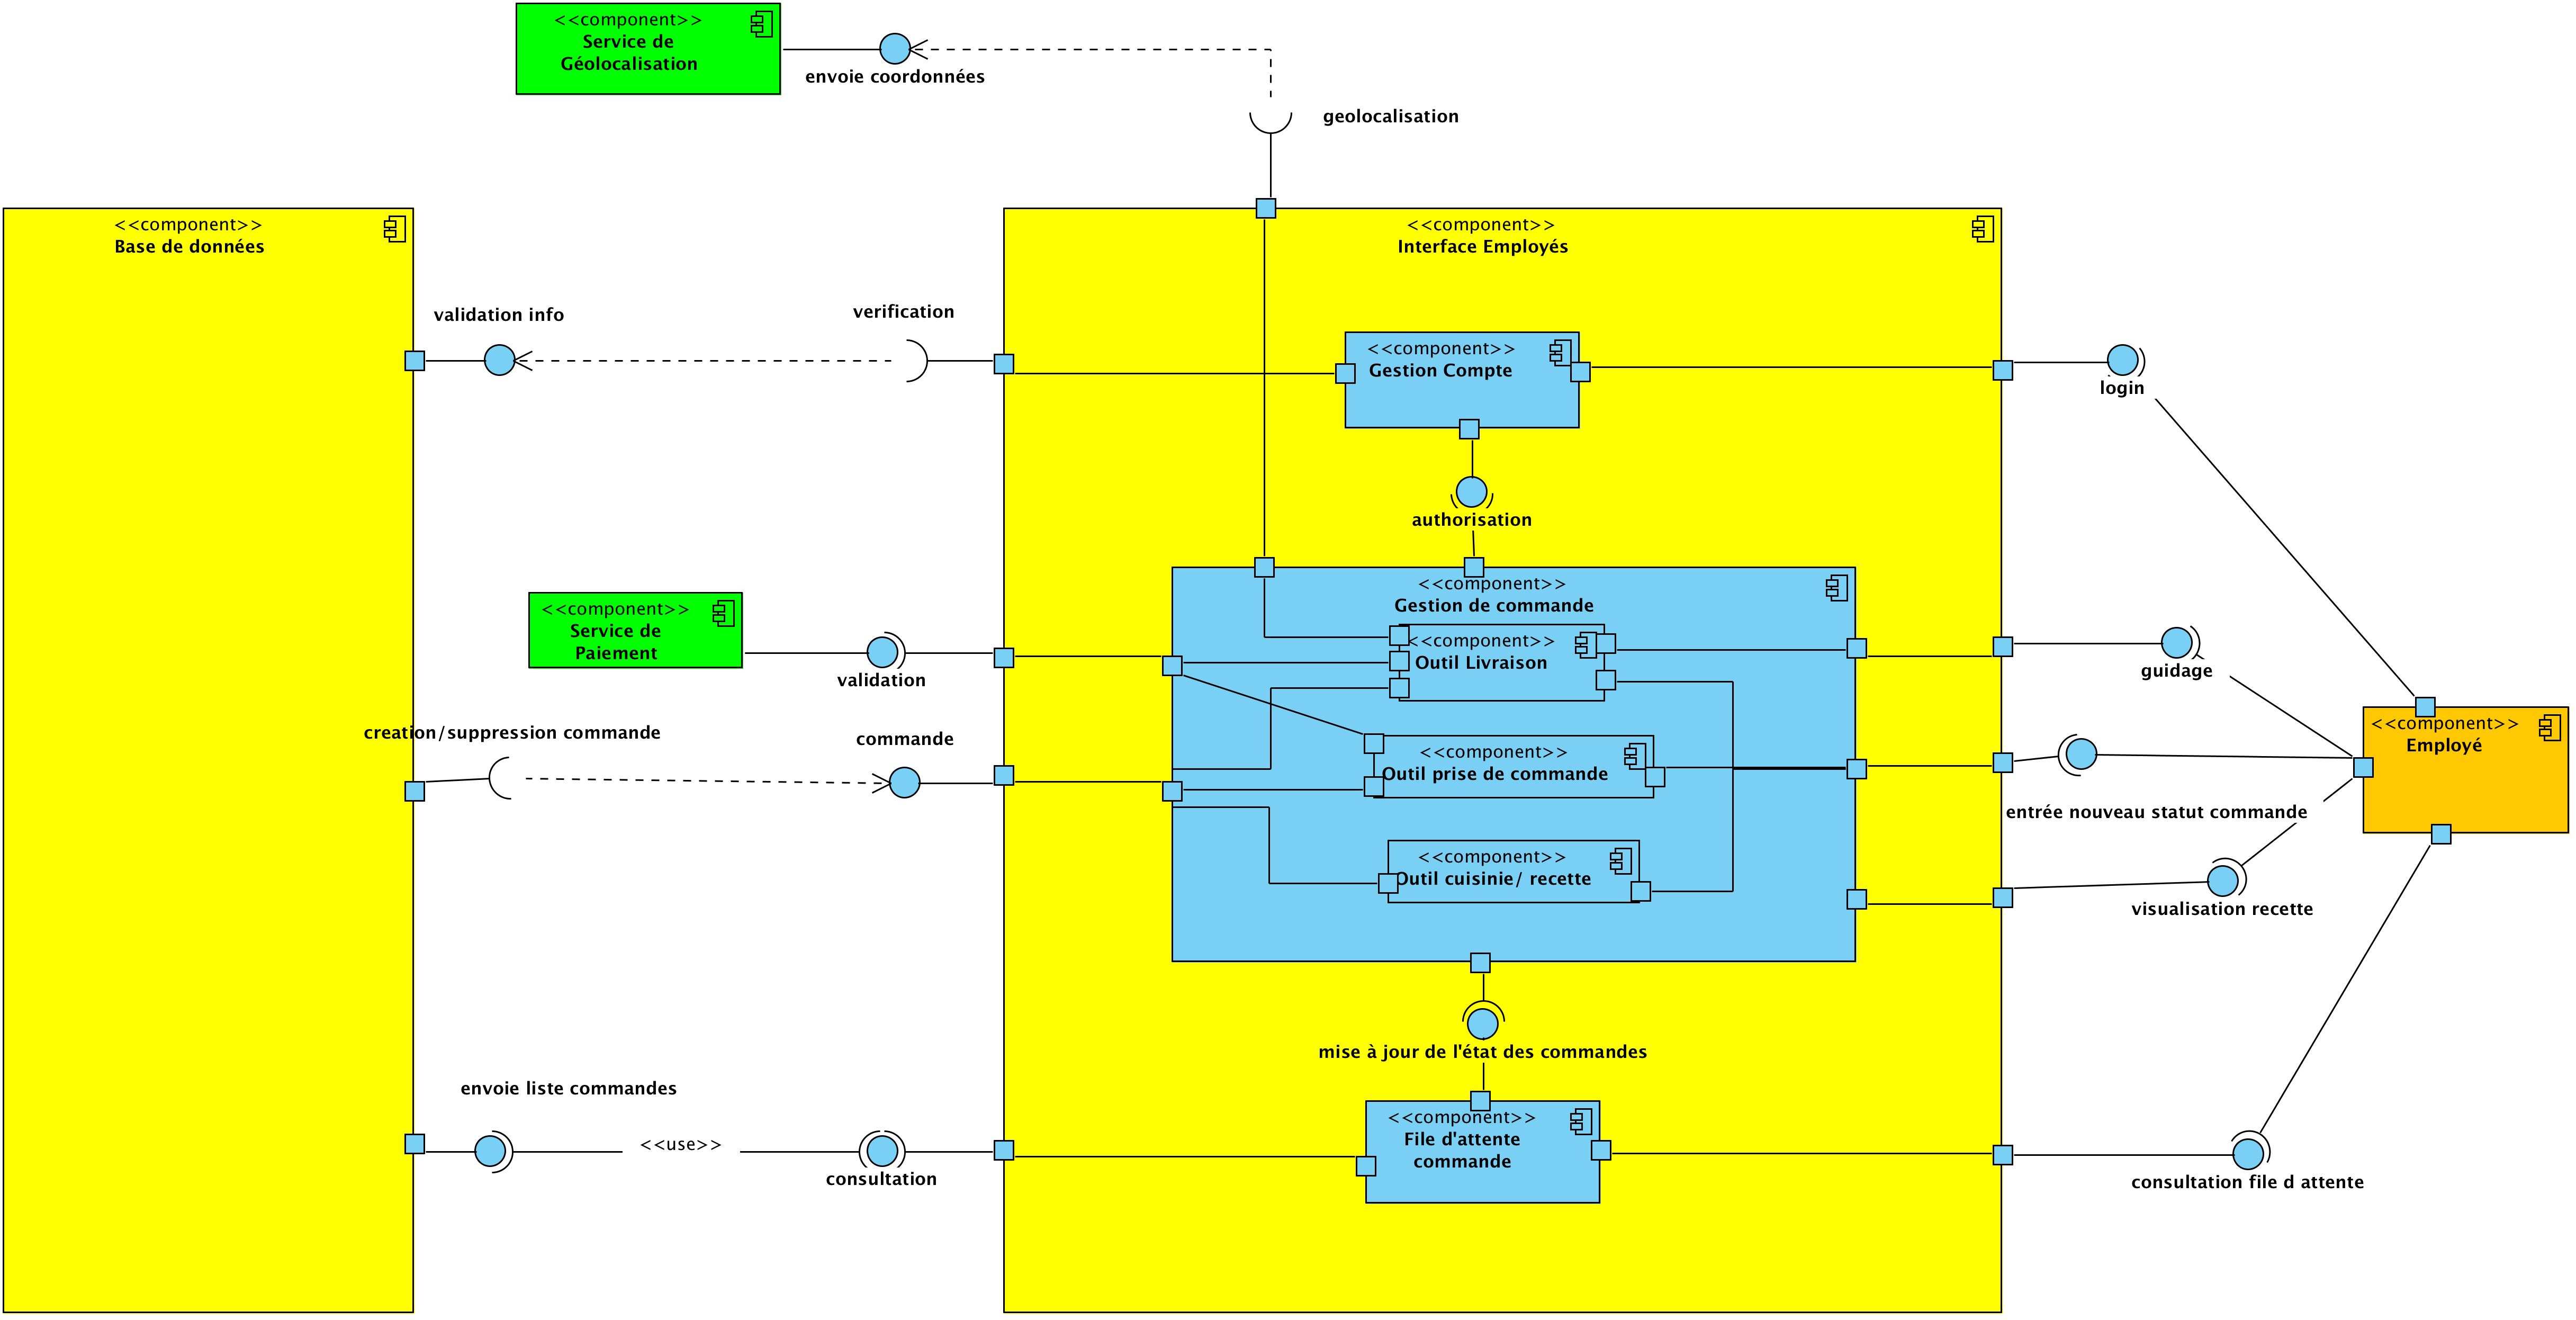 <<component>>
Service de
Géolocalisation
envoie coordonnées
geolocalisation
<<component>>
Base de données
<<component>>
Interface Employés
validation info
verification
<<component>>
Gestion Compte
login
authorisation
<<component>>
Gestion de commande
<<component>>
Service de
Paiement
validation
<<component>>
Outil Livraison
guidage
creation/suppression commande
commande
<<component>>
Outil prise de commande
<<component>>
Employé
entrée nouveau statut commande
<<component>>
Outil cuisinie/ recette
visualisation recette
mise à jour de l'état des commandes
envoie liste commandes
<<use>>
consultation
<<component>>
File d'attente
commande
consultation file d attente